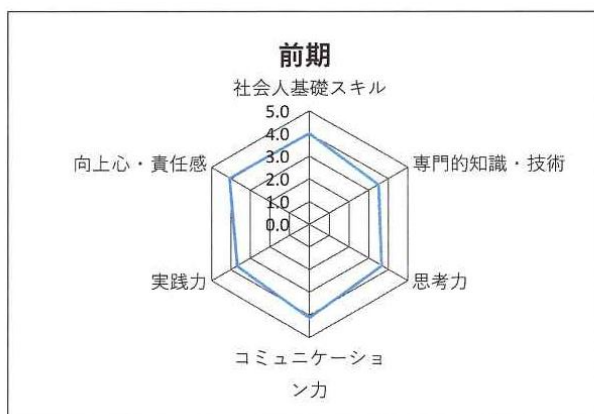 前期
社会人基礎スキル
5.0
4.0
3.0
2.0
1.0
0.0
向上心・責任感
専門的知識・技術
実践力
思考力
コミュニケーショ
ン力